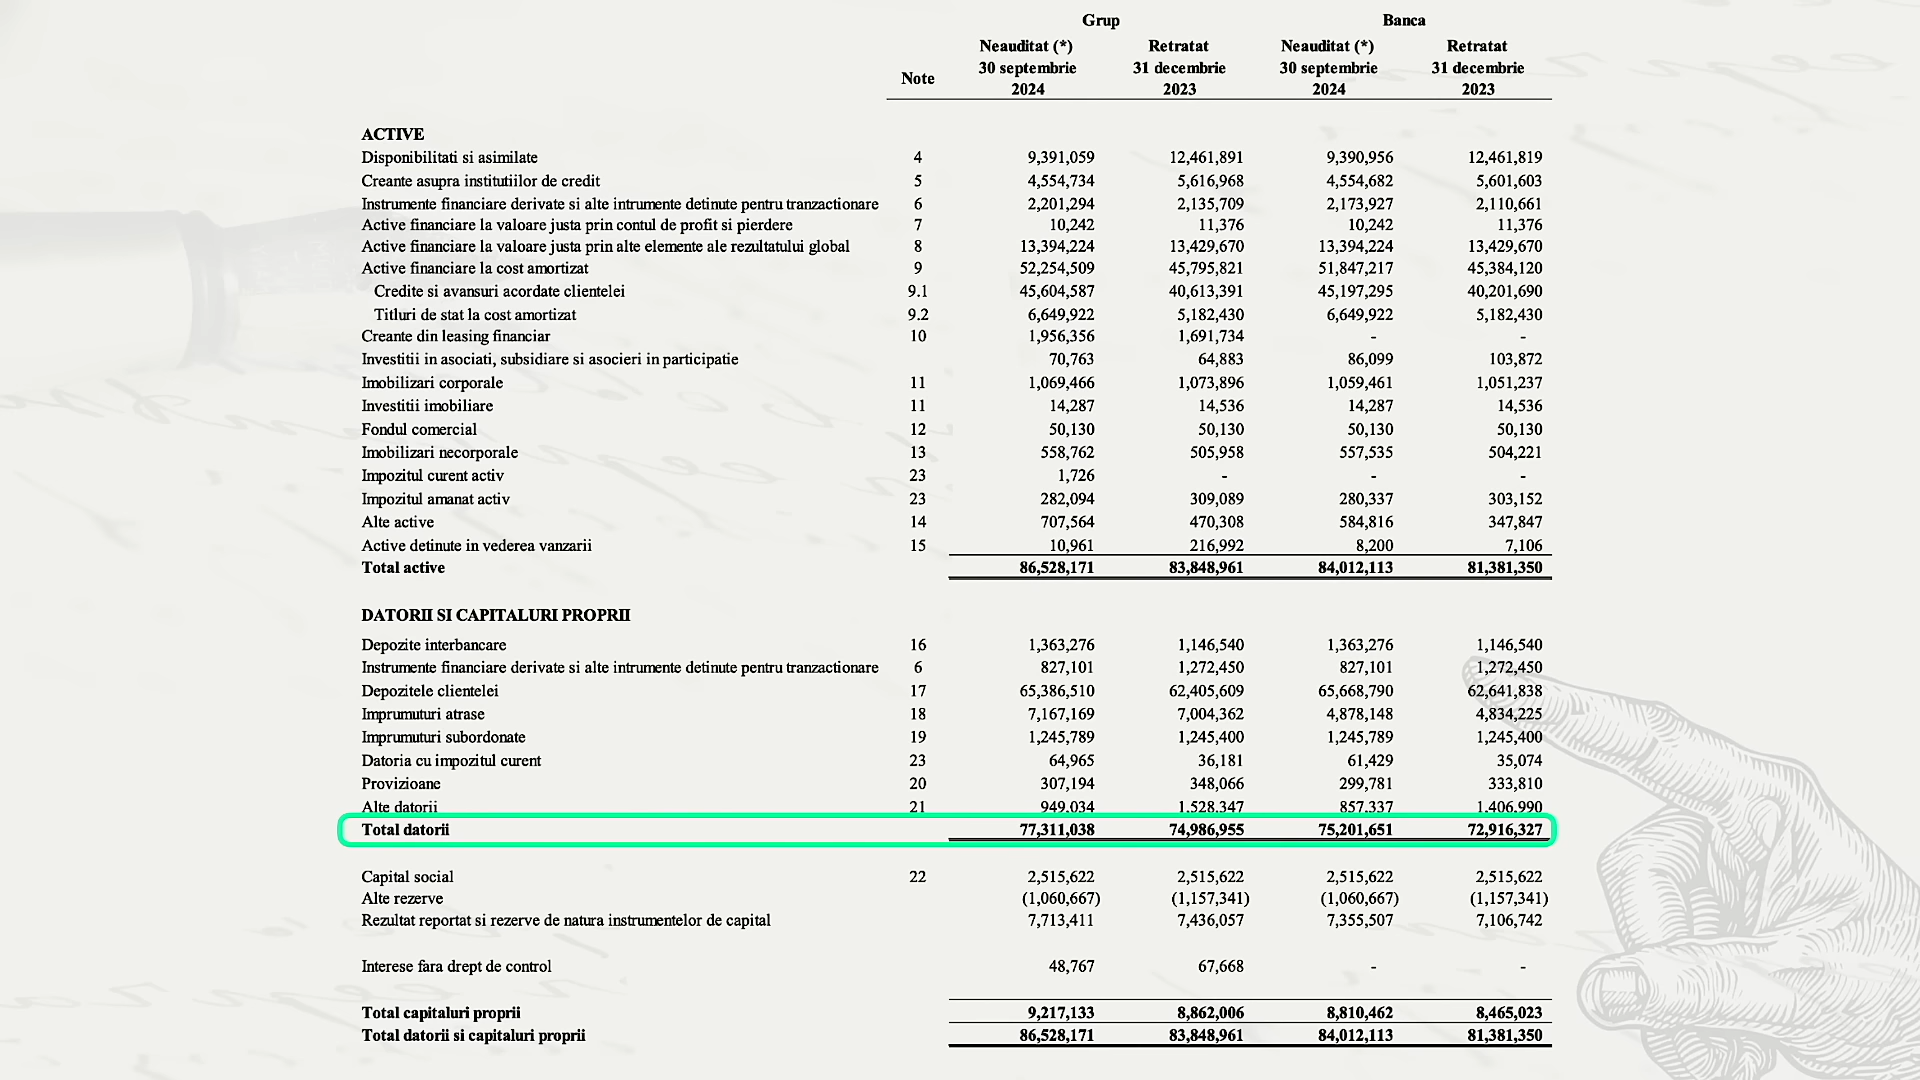 Grup Banca
Neauditat (*) Retratat Neauditat (*) Retratat
30 septembrie 31 decembrie 30 septembrie 31 decembrie
Note 2024 2023 2024 2023
ACTIVE
Disponibilitati si asimilate 4 9,391,059 12,461,891 9,390,956 12,461,819
Creante asupra institutiilor de credit 5 4,554,734 5,616,968 4,554,682 5,601,603
Instrumente financiare derivate si alte intrumente detinute pentru tranzactionare 6 2,201,294 2,135,709 2,173,927 2,110,661
Active financiare la valoare justa prin contul de profit si pierdere 7 10,242 11,376 10,242 11,376
Active financiare la valoare justa prin alte elemente ale rezultatului global 8 13,394,224 13,429,670 13,394,224 13,429,670
Active financiare la cost amortizat 9 52,254,509 45,795,821 51,847,217 45,384,120
Credite si avansuri acordate clientelei 9.1 45,604,587 40,613,391 45,197,295 40,201,690
Titluri de stat la cost amortizat 9.2 6,649,922 5,182,430 6,649,922 5,182,430
Creante din leasing financiar 10 1,956,356 1,691,734 - -
Investitii in asociati, subsidiare si asocieri in participatie 70,763 64,883 86,099 103,872
Imobilizari corporale 11 1,069,466 1,073,896 1,059,461 1,051,237
Investitii imobiliare 11 14,287 14,536 14,287 14,536
Fondul comercial 12 50,130 50,130 50,130 50,130
Imobilizari necorporale 13 558,762 505,958 557,535 504,221
Impozitul curent activ 23 1,726 - - -
Impozitul amanat activ 23 282,094 309,089 280,337 303,152
Alte active 14 707,564 470,308 584,816 347,847
Active detinute in vederea vanzarii 15 10,961 216,992 8,200 7,106
Total active 86,528,171 83,848,961 84,012,113 81,381,350
DATORII SI CAPITALURI PROPRII
Depozite interbancare 16 1,363,276 1,146,540 1,363,276 1,146,540
Instrumente financiare derivate si alte intrumente detinute pentru tranzactionare 6 827,101 1,272,450 827,101 1,272,450
Depozitele clientelei 17 65,386,510 62,405,609 65,668,790 62,641,838
Imprumuturi atrase 18 7,167,169 7,004,362 4,878,148 4,834,225
Imprumuturi subordonate 19 1,245,789 1,245,400 1,245,789 1,245,400
Datoria cu impozitul curent 23 64,965 36,181 61,429 35,074
Provizioane 20 307,194 348,066 299,781 333,810
Alte datorii 21 949,034 1,528,347 857,337 1,406,990
Total datorii 77,311,038 74,986,955 75,201,651 72,916,327
Capital social 22 2,515,622 2,515,622 2,515,622 2,515,622
Alte rezerve (1,060,667) (1,157,341) (1,060,667) (1,157,341)
Rezultat reportat si rezerve de natura instrumentelor de capital 7,713,411 7,436,057 7,355,507 7,106,742
Interese fara drept de control 48,767 67,668 - -
Total capitaluri proprii 9,217,133 8,862,006 8,810,462 8,465,023
Total datorii si capitaluri proprii 86,528,171 83,848,961 84,012,113 81,381,350